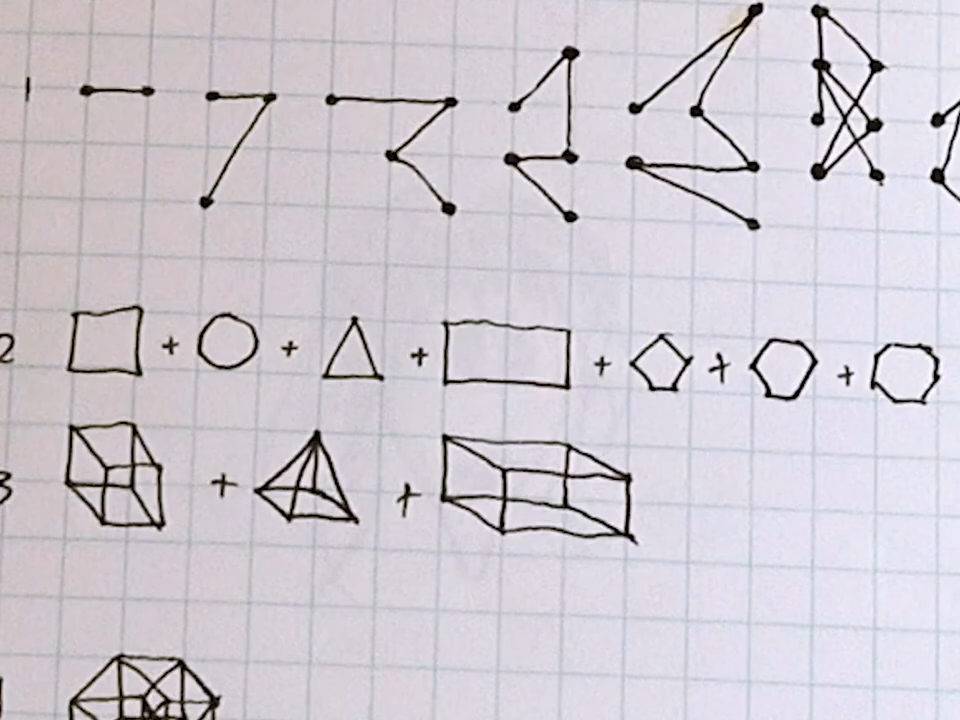 1
2 + + + + + +
3 + +